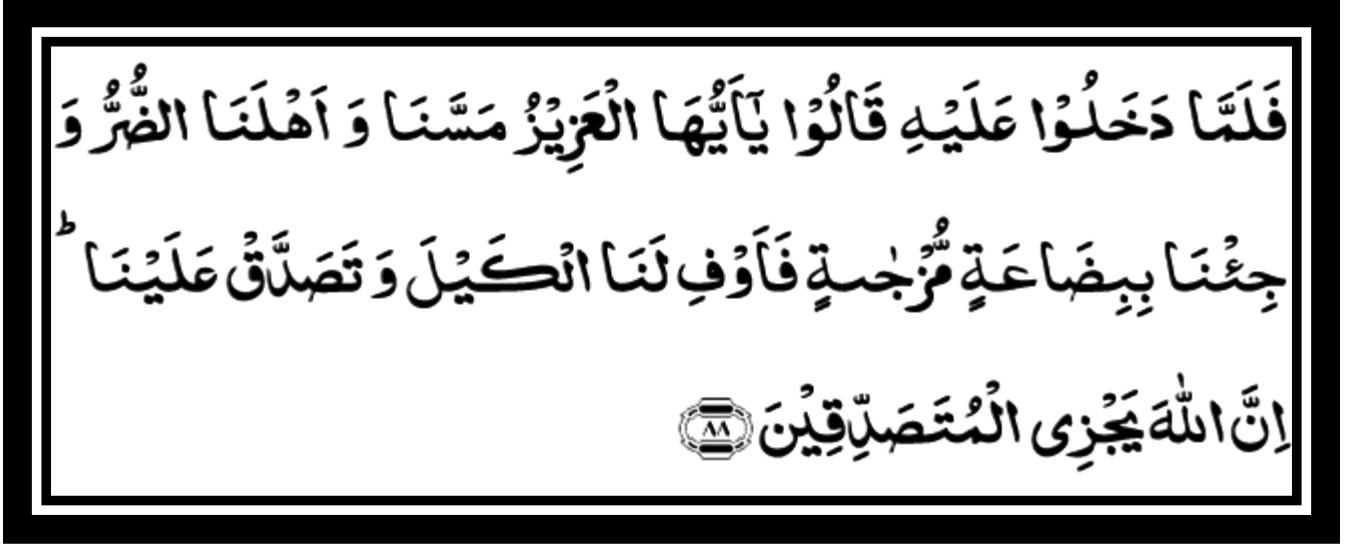 فَلَمَّا دَخَلُوْا عَلَيْهِ قَالُوْا يٰۤاَيُّهَا الْعَزِيْزُ مَسَّنَا وَ اَهْلَنَا الضُّرُّ وَ
جِئْنَا بِبِضَاعَةٍ مُّزْجٰىةٍ فَاَوْفِ لَنَا الْكَيْلَ وَ تَصَدَّقْ عَلَيْنَا ؕ
اِنَّ اللّٰهَ يَجْزِى الْمُتَصَدِّقِيْنَ ۝۸۸